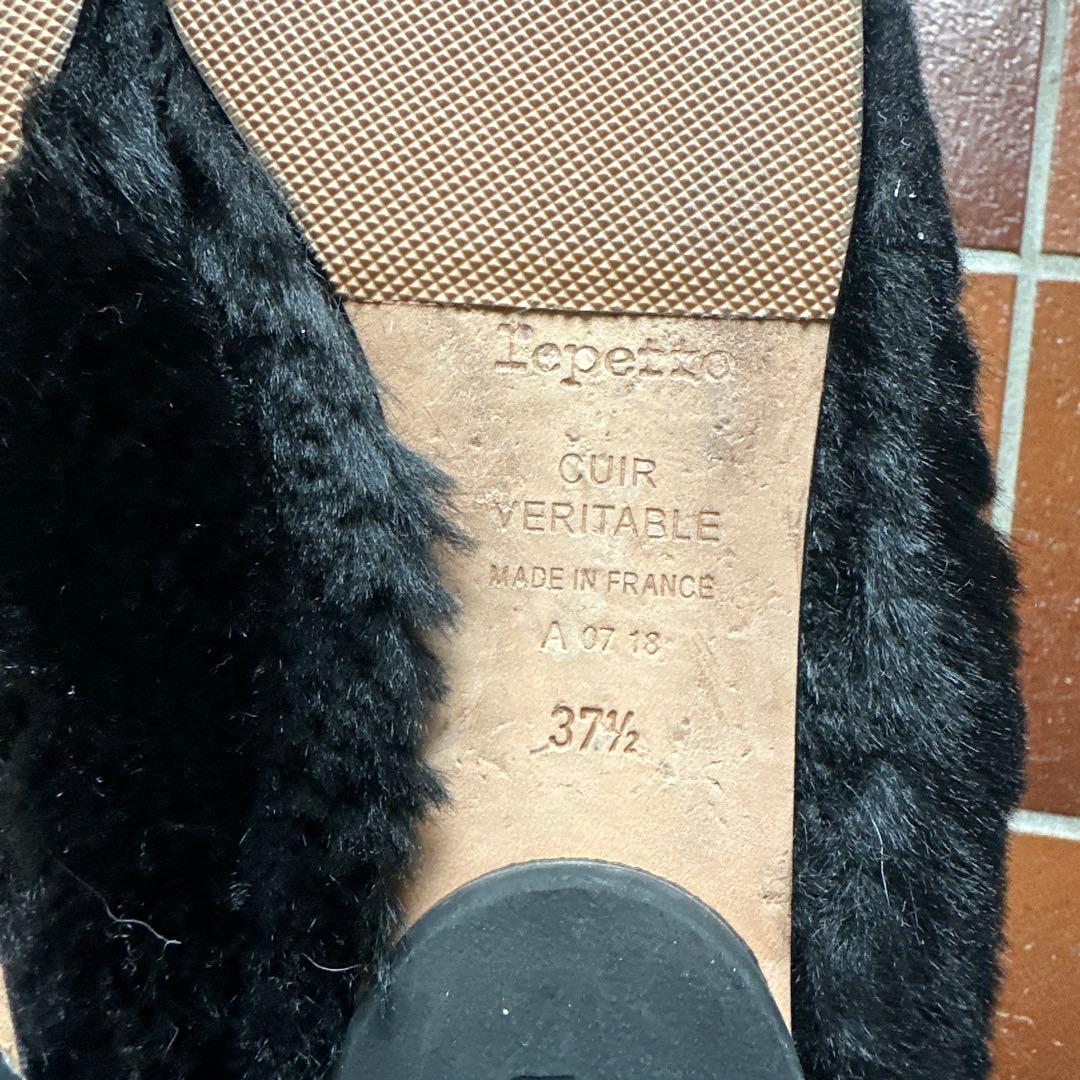 repetto
CUIR
VERITABLE
MADE IN FRANCE
A 07 18
37½